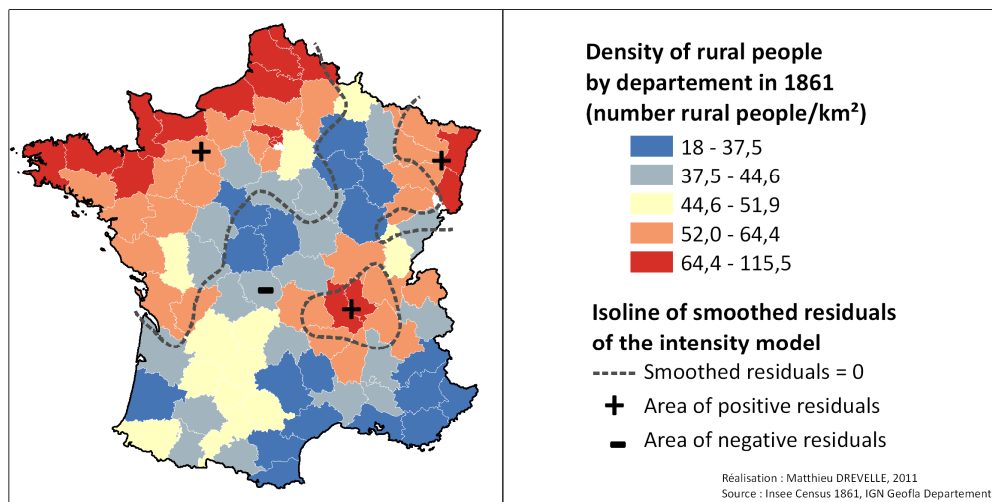 Density of rural people
by departement in 1861
(number rural people/km²)
18 - 37,5
37,5 - 44,6
44,6 - 51,9
52,0 - 64,4
64,4 - 115,5
Isoline of smoothed residuals
of the intensity model
Smoothed residuals = 0
+ Area of positive residuals
- Area of negative residuals
Réalisation : Matthieu DREVELLE, 2011
Source : Insee Census 1861, IGN Geofla Departement